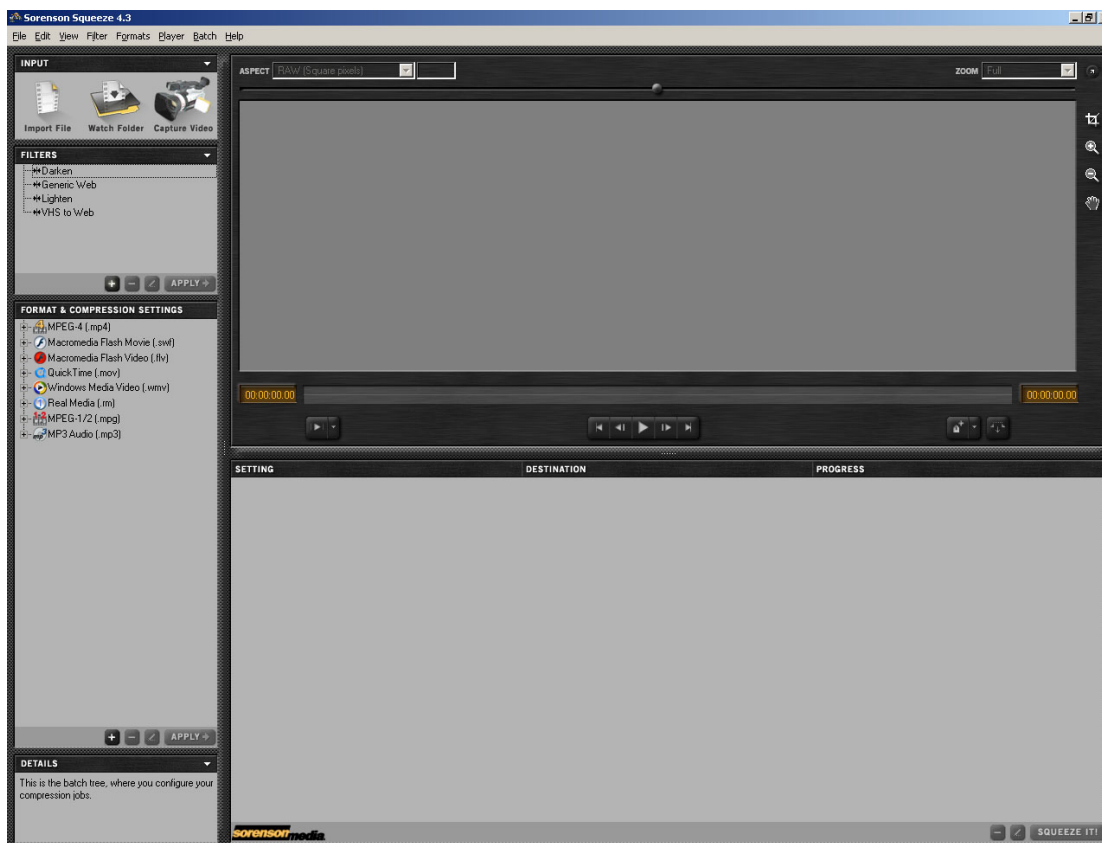 Sorenson Squeeze 4.3
File Edit View Filter Formats Player Batch Help
INPUT
Import File Watch Folder Capture Video
FILTERS
Darken
Generic Web
Lighten
VHS to Web
APPLY
FORMAT & COMPRESSION SETTINGS
MPEG-4 (.mp4)
Macromedia Flash Movie (.swf)
Macromedia Flash Video (.flv)
QuickTime (.mov)
Windows Media Video (.wmv)
Real Media (.rm)
MPEG-1/2 (.mpg)
MP3 Audio (.mp3)
APPLY
DETAILS
This is the batch tree, where you configure your
compression jobs.
ASPECT RAW (Square pixels) ZOOM Full
00:00:00.00 00:00:00.00
SETTING DESTINATION PROGRESS
sorensonmedia SQUEEZE IT!